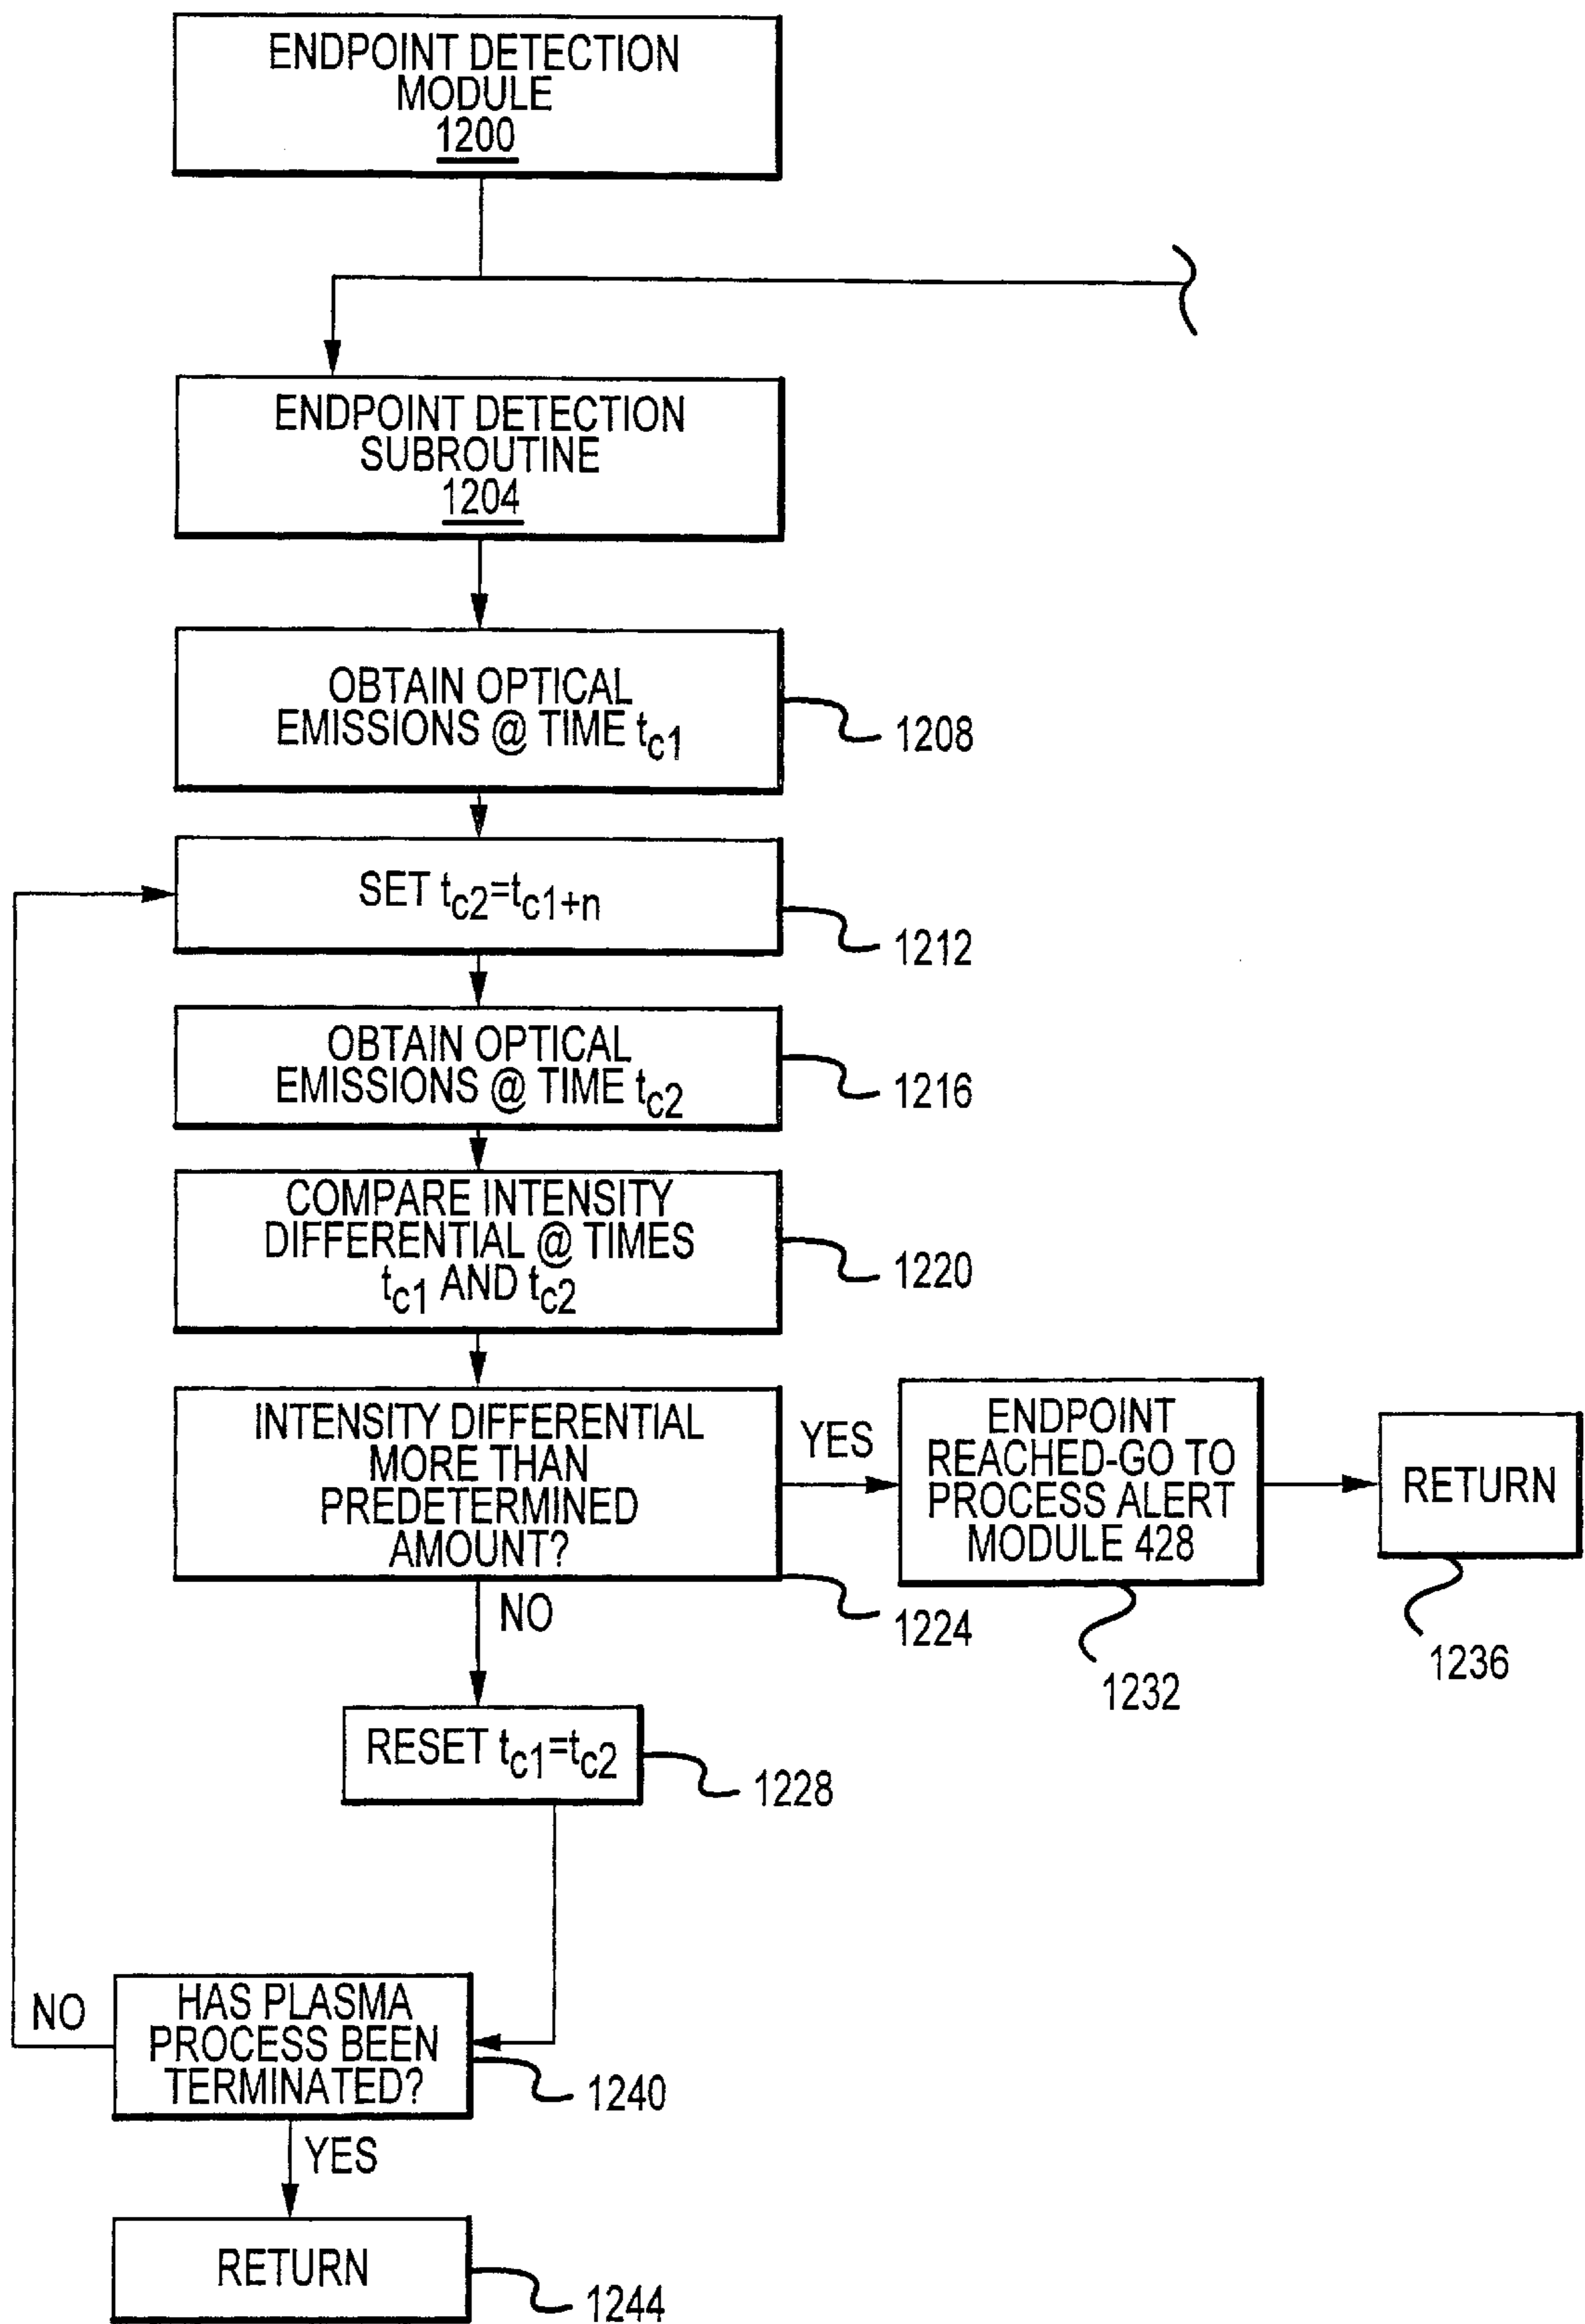 ENDPOINT DETECTION
MODULE
1200
ENDPOINT DETECTION
SUBROUTINE
1204
OBTAIN OPTICAL
EMISSIONS @ TIME tc1
1208
SET tc2=tc1+n
1212
OBTAIN OPTICAL
EMISSIONS @ TIME tc2
1216
COMPARE INTENSITY
DIFFERENTIAL @ TIMES
tc1 AND tc2
1220
INTENSITY DIFFERENTIAL
MORE THAN
PREDETERMINED
AMOUNT?
1224
YES
ENDPOINT
REACHED-GO TO
PROCESS ALERT
MODULE 428
1232
RETURN
1236
NO
RESET tc1=tc2
1228
HAS PLASMA
PROCESS BEEN
TERMINATED?
1240
NO
YES
RETURN
1244